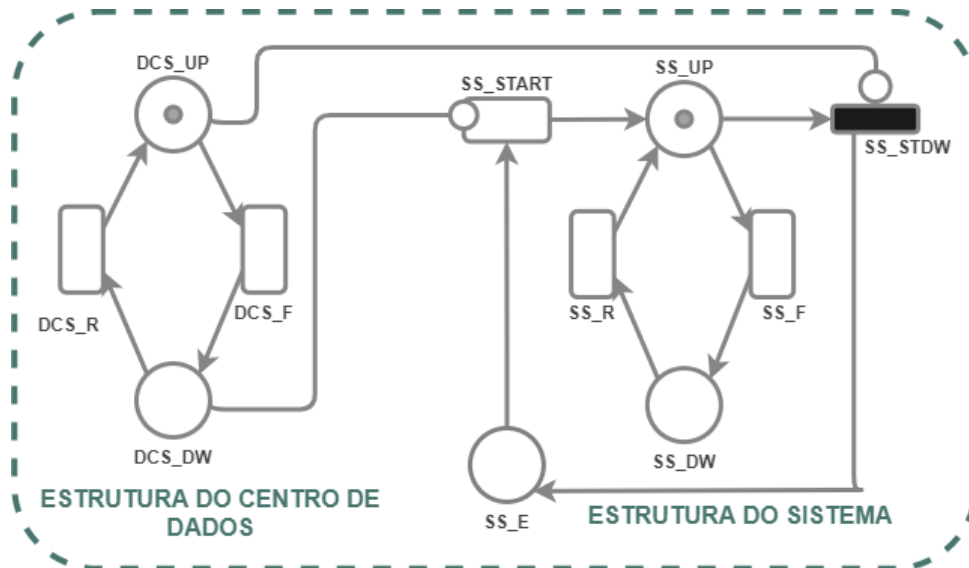 DCS_UP
SS_START
SS_UP
SS_STDW
DCS_R
DCS_F
SS_R
SS_F
DCS_DW
SS_DW
SS_E
ESTRUTURA DO CENTRO DE
DADOS
ESTRUTURA DO SISTEMA